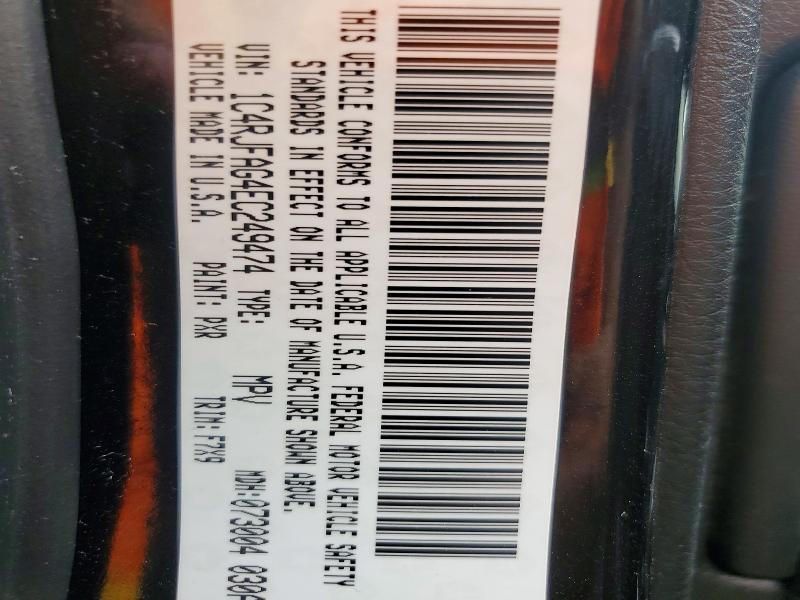 THIS VEHICLE CONFORMS TO ALL APPLICABLE U.S.A. FEDERAL MOTOR VEHICLE SAFETY
STANDARDS IN EFFECT ON THE DATE OF MANUFACTURE SHOWN ABOVE.
VIN: 1C4RJFAG4EC249474 TYPE: MPV MDH:073004 030A
VEHICLE MADE IN U.S.A. PAINT: PXR TRIM: F7X9